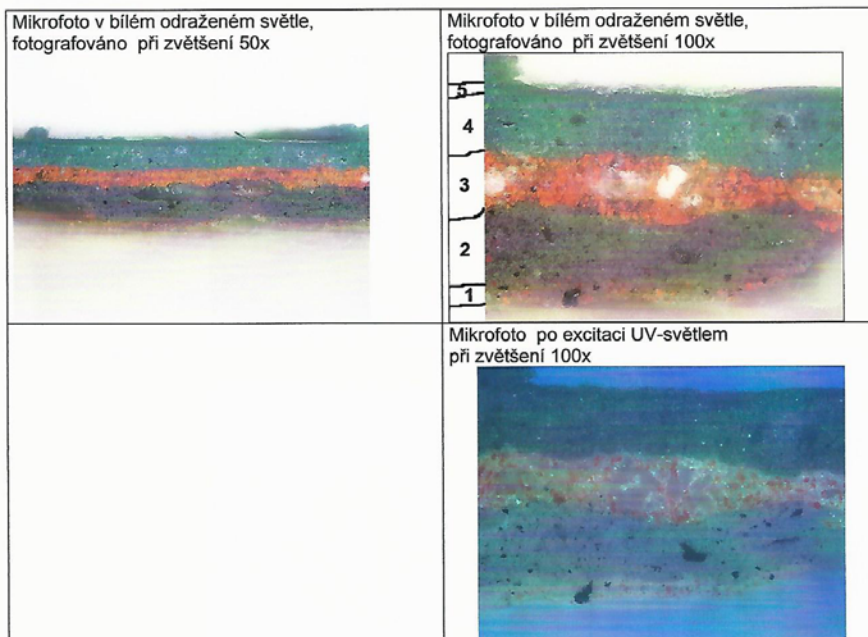 Mikrofoto v bílém odraženém světle,
fotografováno při zvětšení 50x
Mikrofoto v bílém odraženém světle,
fotografováno při zvětšení 100x
5
4
3
2
1
Mikrofoto po excitaci UV-světlem
při zvětšení 100x